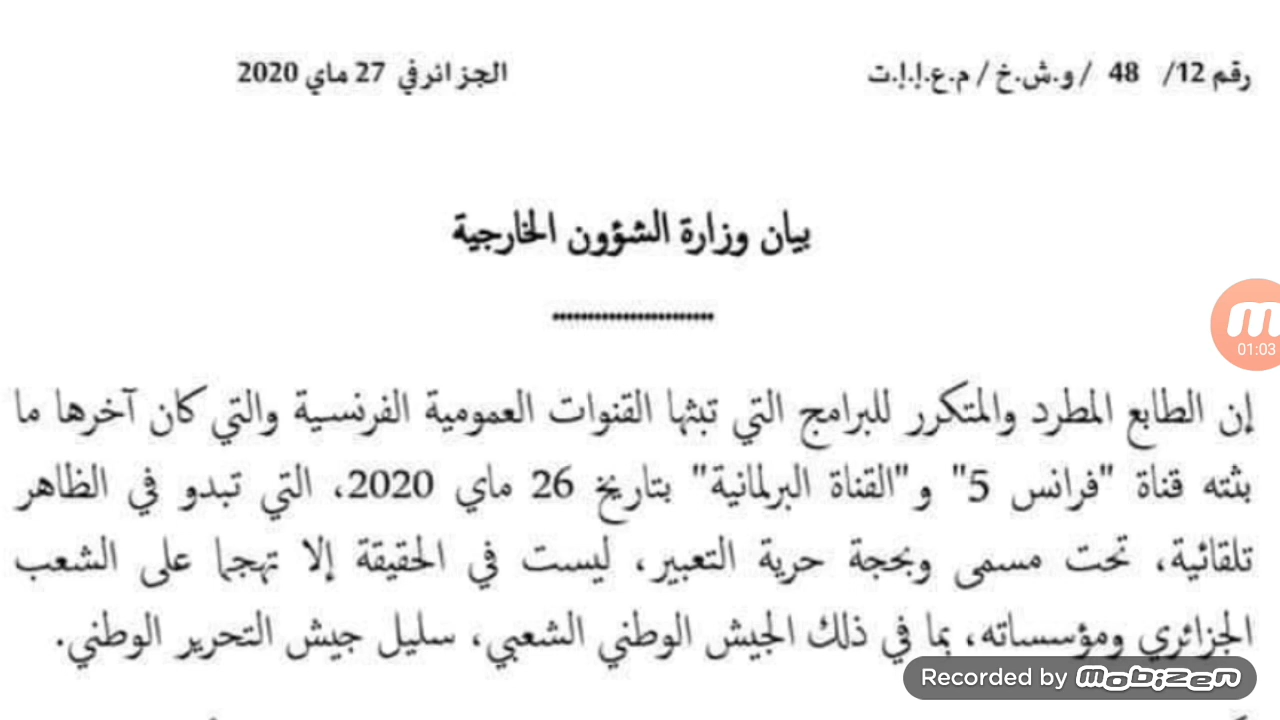 رقم 12/ 48 /و.ش.خ / م.ع.إ.إ.ت
الجزائر في 27 ماي 2020
بيان وزارة الشؤون الخارجية
إن الطابع المطرد والمتكرر للبرامج التي تبثها القنوات العمومية الفرنسية والتي كان آخرها ما
بثته قناة "فرانس 5" و"القناة البرلمانية" بتاريخ 26 ماي 2020، التي تبدو في الظاهر
تلقائية، تحت مسمى وبحجة حرية التعبير، ليست في الحقيقة إلا تهجما على الشعب
الجزائري ومؤسساته، بما في ذلك الجيش الوطني الشعبي، سليل جيش التحرير الوطني.
01:03
Recorded by mobizen